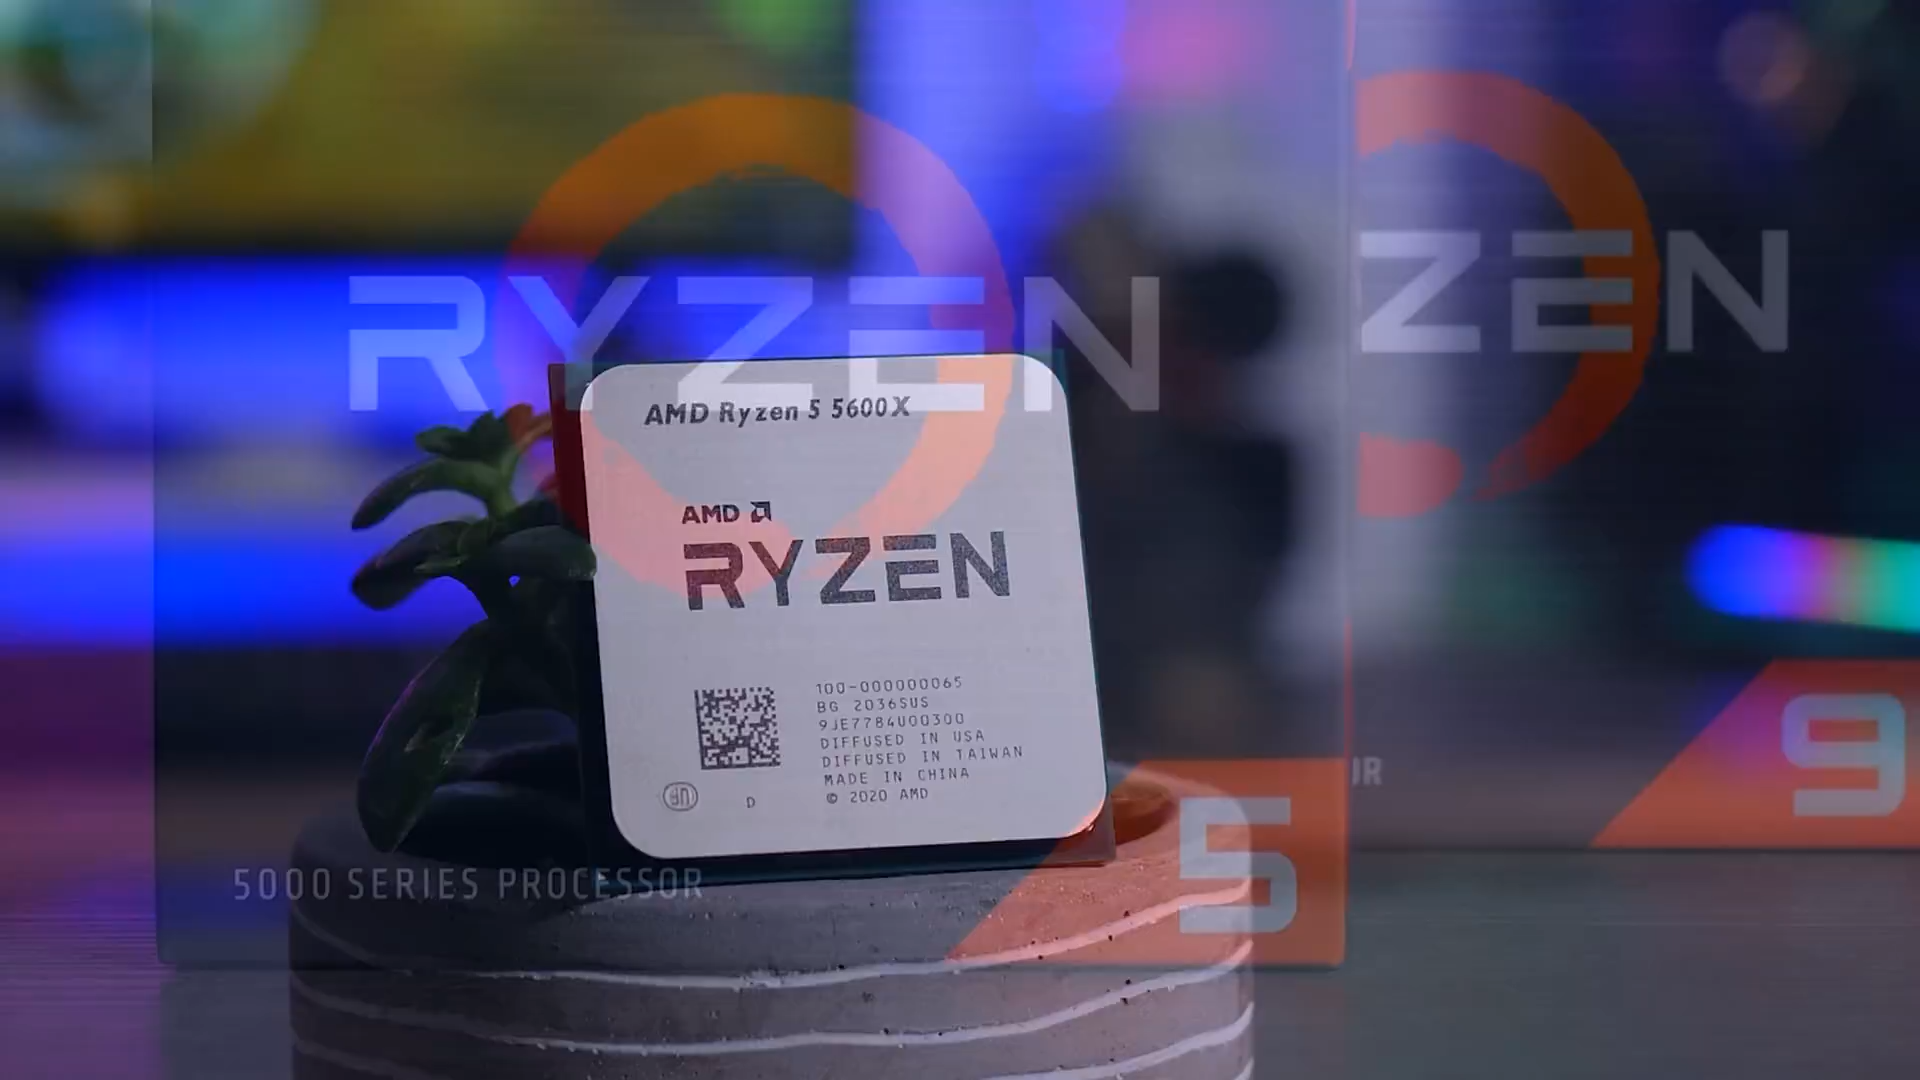 RYZEN
ZEN
AMD Ryzen 5 5600X
AMD
RYZEN
100-000000065
BG 2036SUS
9JE7784U00300
DIFFUSED IN USA
DIFFUSED IN TAIWAN
MADE IN CHINA
© 2020 AMD
D
5000 SERIES PROCESSOR
5
UR
9